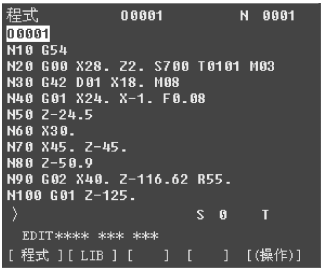 程式 O0001 N 0001
O0001
N10 G54
N20 G00 X28. Z2. S700 T0101 M03
N30 G42 D01 X18. M08
N40 G01 X24. X-1. F0.08
N50 Z-24.5
N60 X30.
N70 X45. Z-45.
N80 Z-50.9
N90 G02 X40. Z-116.62 R55.
N100 G01 Z-125.
〉 S 0 T
EDIT**** *** ***
[ 程式 ][ LIB ] [ ] [ ] [(操作)]